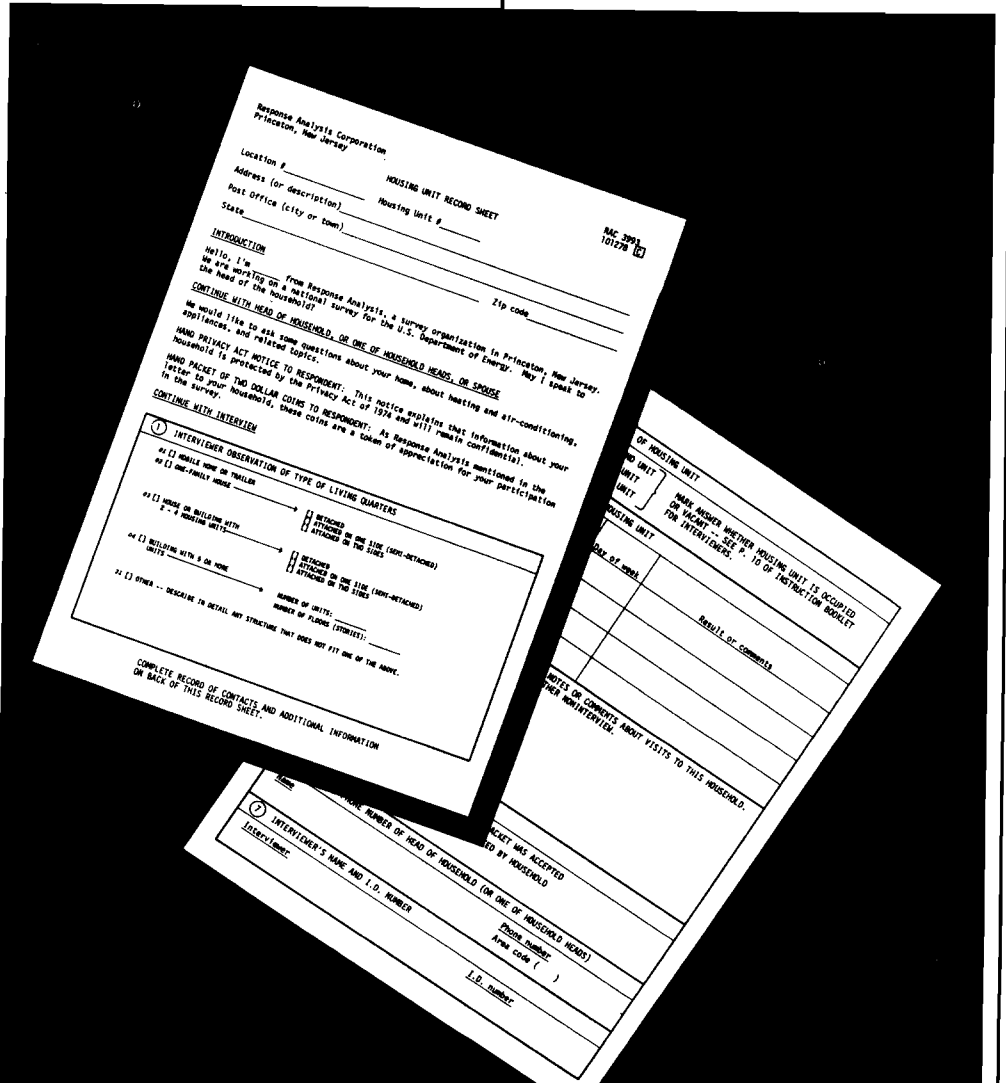 Response Analysis Corporation
Princeton, New Jersey
HOUSING UNIT RECORD SHEET
RAC 3993
101278 C
Location #
Housing Unit #
Address (or description)
Post Office (city or town)
State
Zip code
INTRODUCTION
Hello, I'm from Response Analysis, a survey organization in Princeton, New Jersey.
We are working on a national survey for the U.S. Department of Energy. May I speak to
the head of the household?
CONTINUE WITH HEAD OF HOUSEHOLD, OR ONE OF HOUSEHOLD HEADS, OR SPOUSE
We would like to ask some questions about your home, about heating and air-conditioning,
appliances, and related topics.
HAND PRIVACY ACT NOTICE TO RESPONDENT: This notice explains that information about your
household is protected by the Privacy Act of 1974 and will remain confidential.
HAND PACKET OF TWO DOLLAR COINS TO RESPONDENT: As Response Analysis mentioned in the
letter to your household, these coins are a token of appreciation for your participation
in the survey.
CONTINUE WITH INTERVIEW
1 INTERVIEWER OBSERVATION OF TYPE OF LIVING QUARTERS
[] MOBILE HOME OR TRAILER
[] ONE-FAMILY HOUSE
[] DETACHED
[] ATTACHED ON ONE SIDE (SEMI-DETACHED)
[] ATTACHED ON TWO SIDES
[] HOUSE OR BUILDING WITH
2 - 4 HOUSING UNITS
[] DETACHED
[] ATTACHED ON ONE SIDE (SEMI-DETACHED)
[] ATTACHED ON TWO SIDES
[] BUILDING WITH 5 OR MORE
UNITS
NUMBER OF UNITS:
NUMBER OF FLOORS (STORIES):
[] OTHER -- DESCRIBE IN DETAIL ANY STRUCTURE THAT DOES NOT FIT ONE OF THE ABOVE.
COMPLETE RECORD OF CONTACTS AND ADDITIONAL INFORMATION
ON BACK OF THIS RECORD SHEET.
OF HOUSING UNIT
UNIT
UNIT
UNIT
MARK ANSWER WHETHER HOUSING UNIT IS OCCUPIED
OR VACANT -- SEE P. 10 OF INSTRUCTION BOOKLET
FOR INTERVIEWERS.
HOUSING UNIT
Day of week
Result or comments
NOTES OR COMMENTS ABOUT VISITS TO THIS HOUSEHOLD.
NONINTERVIEW.
PACKET WAS ACCEPTED
BY HOUSEHOLD
NUMBER OF HEAD OF HOUSEHOLD (OR ONE OF HOUSEHOLD HEADS)
Name
Phone number
Area code ( )
7 INTERVIEWER'S NAME AND I.D. NUMBER
Interviewer
I.D. number